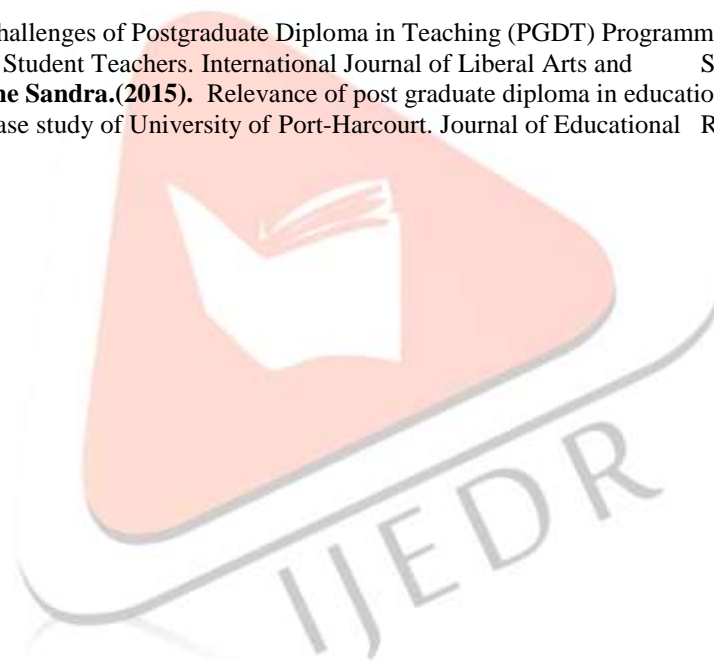 hallenges of Postgraduate Diploma in Teaching (PGDT) Programm
Student Teachers. International Journal of Liberal Arts and S
ne Sandra.(2015). Relevance of post graduate diploma in educatio
ase study of University of Port-Harcourt. Journal of Educational R
IJEDR